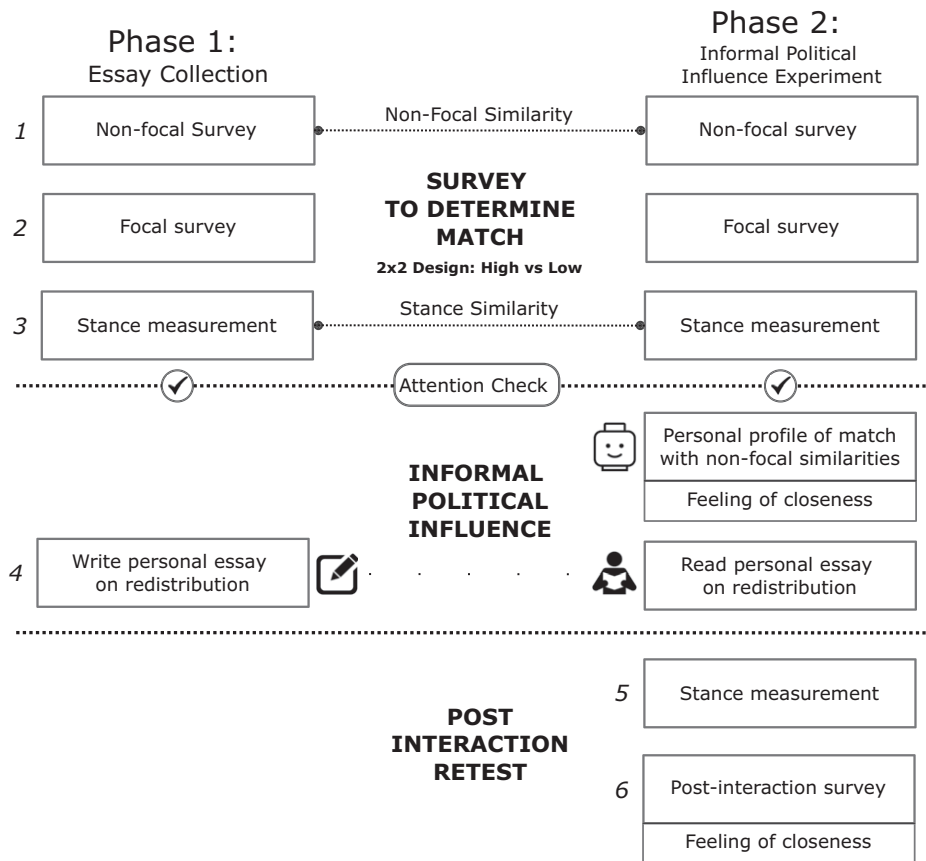 Phase 1:
Essay Collection
Phase 2:
Informal Political
Influence Experiment
1
Non-focal Survey
Non-Focal Similarity
Non-focal survey
SURVEY
TO DETERMINE
MATCH
2x2 Design: High vs Low
2
Focal survey
Focal survey
3
Stance measurement
Stance Similarity
Stance measurement
Attention Check
Personal profile of match
with non-focal similarities
Feeling of closeness
INFORMAL
POLITICAL
INFLUENCE
4
Write personal essay
on redistribution
Read personal essay
on redistribution
5
Stance measurement
POST
INTERACTION
RETEST
6
Post-interaction survey
Feeling of closeness